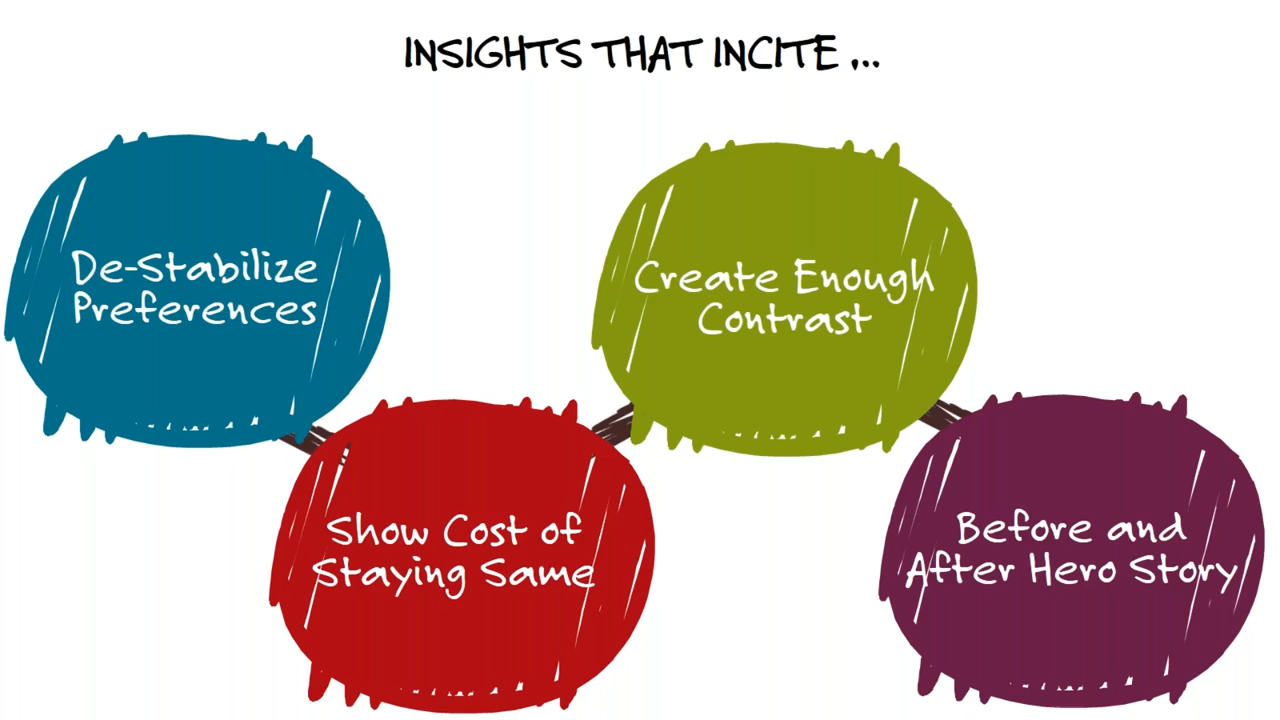 INSIGHTS THAT INCITE ...
De-Stabilize
Preferences
Show Cost of
Staying Same
Create Enough
Contrast
Before and
After Hero Story